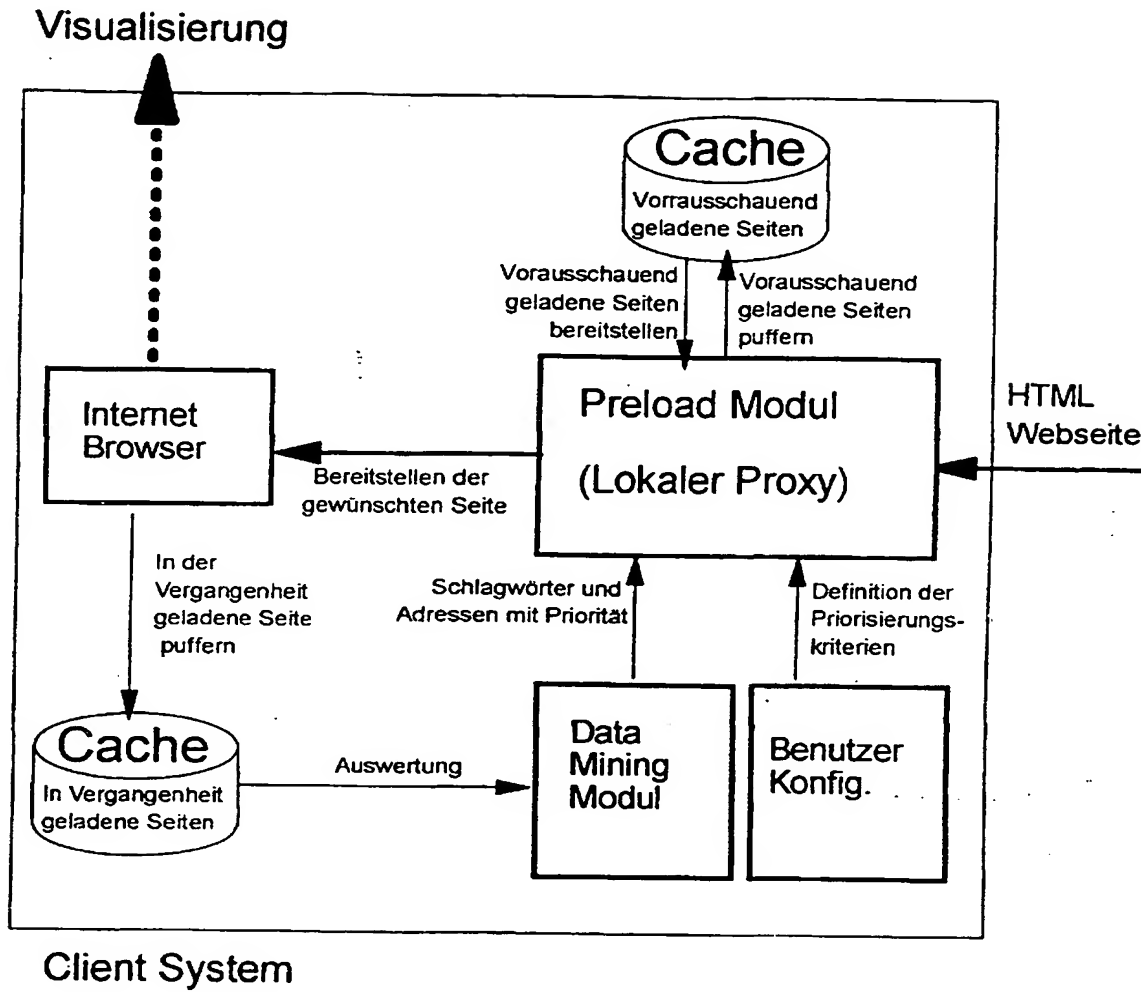 Visualisierung
Cache
Vorrausschauend
geladene Seiten
Vorausschauend
geladene Seiten
bereitstellen
Vorausschauend
geladene Seiten
puffern
Internet
Browser
Preload Modul
(Lokaler Proxy)
HTML
Webseite
Bereitstellen der
gewünschten Seite
In der
Vergangenheit
geladene Seite
puffern
Schlagwörter und
Adressen mit Priorität
Definition der
Priorisierungs-
kriterien
Cache
In Vergangenheit
geladene Seiten
Auswertung
Data
Mining
Modul
Benutzer
Konfig.
Client System